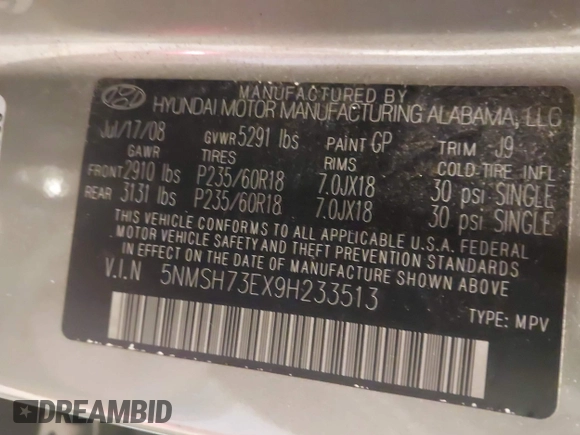 MANUFACTURED BY
HYUNDAI MOTOR MANUFACTURING ALABAMA, LLC
Jul/17/08 GVWR 5291 lbs PAINT GP TRIM J9
GAWR TIRES RIMS COLD TIRE INFL
FRONT 2910 lbs P235/60R18 7.0JX18 30 psi SINGLE
REAR 3131 lbs P235/60R18 7.0JX18 30 psi SINGLE
THIS VEHICLE CONFORMS TO ALL APPLICABLE U.S.A. FEDERAL
MOTOR VEHICLE SAFETY AND THEFT PREVENTION STANDARDS
IN EFFECT ON THE DATE OF MANUFACTURE SHOWN ABOVE
V.I.N 5NMSH73EX9H233513
TYPE: MPV
DREAMBID